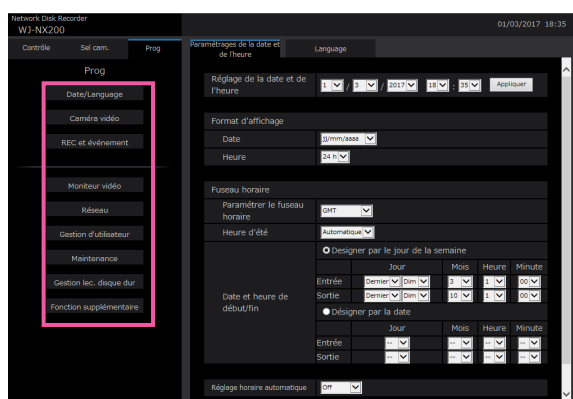 Network Disk Recorder
WJ-NX200
01/03/2017 18:35
Contrôle Sel cam. Prog
Paramétrages de la date et de l'heure Language
Prog
Date/Language
Caméra vidéo
REC et événement
Moniteur vidéo
Réseau
Gestion d'utilisateur
Maintenance
Gestion lec. disque dur
Fonction supplémentaire
Réglage de la date et de
l'heure
1 / 3 / 2017 18 : 35 Appliquer
Format d'affichage
Date jj/mm/aaaa
Heure 24 h
Fuseau horaire
Paramétrer le fuseau
horaire
GMT
Heure d'été Automatique
Date et heure de
début/fin
Designer par le jour de la semaine
Jour Mois Heure Minute
Entrée Dernier Dim 3 1 00
Sortie Dernier Dim 10 1 00
Désigner par la date
Jour Mois Heure Minute
Entrée -- -- -- --
Sortie -- -- -- --
Réglage horaire automatique Off